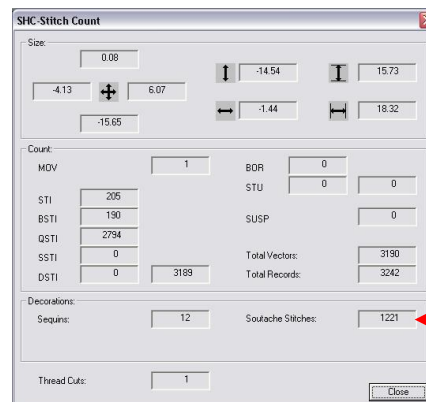 SHC-Stitch Count
Size:
0.08
-14.54 15.73
-4.13 6.07
-1.44 18.32
-15.65
Count:
MOV 1 BOR 0
STU 0 0
STI 205
BSTI 190 SUSP 0
QSTI 2794
SSTI 0 Total Vectors: 3190
DSTI 0 3189 Total Records: 3242
Decorations:
Sequins: 12 Soutache Stitches: 1221
Thread Cuts: 1
Close